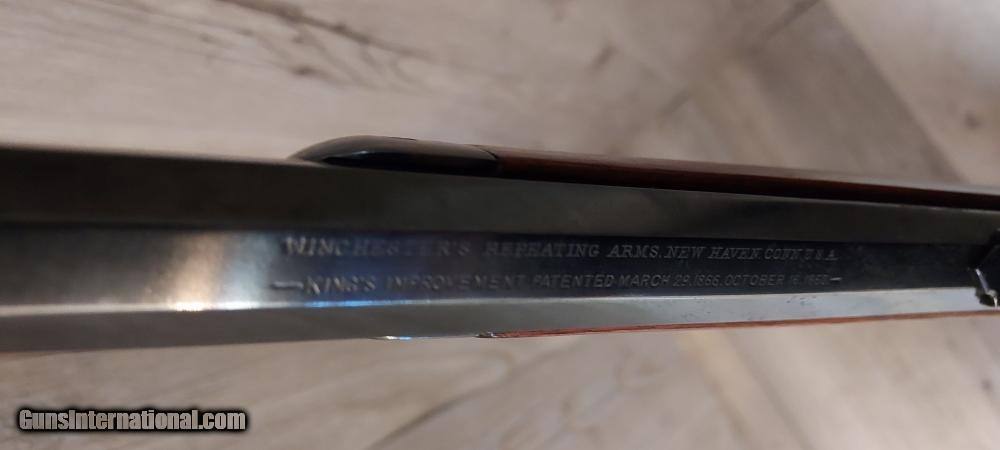 WINCHESTER'S REPEATING ARMS. NEW HAVEN. CONN. U.S.A.
—KING'S IMPROVEMENT PATENTED MARCH 29, 1866. OCTOBER 16, 1860.—
GunsInternational.com